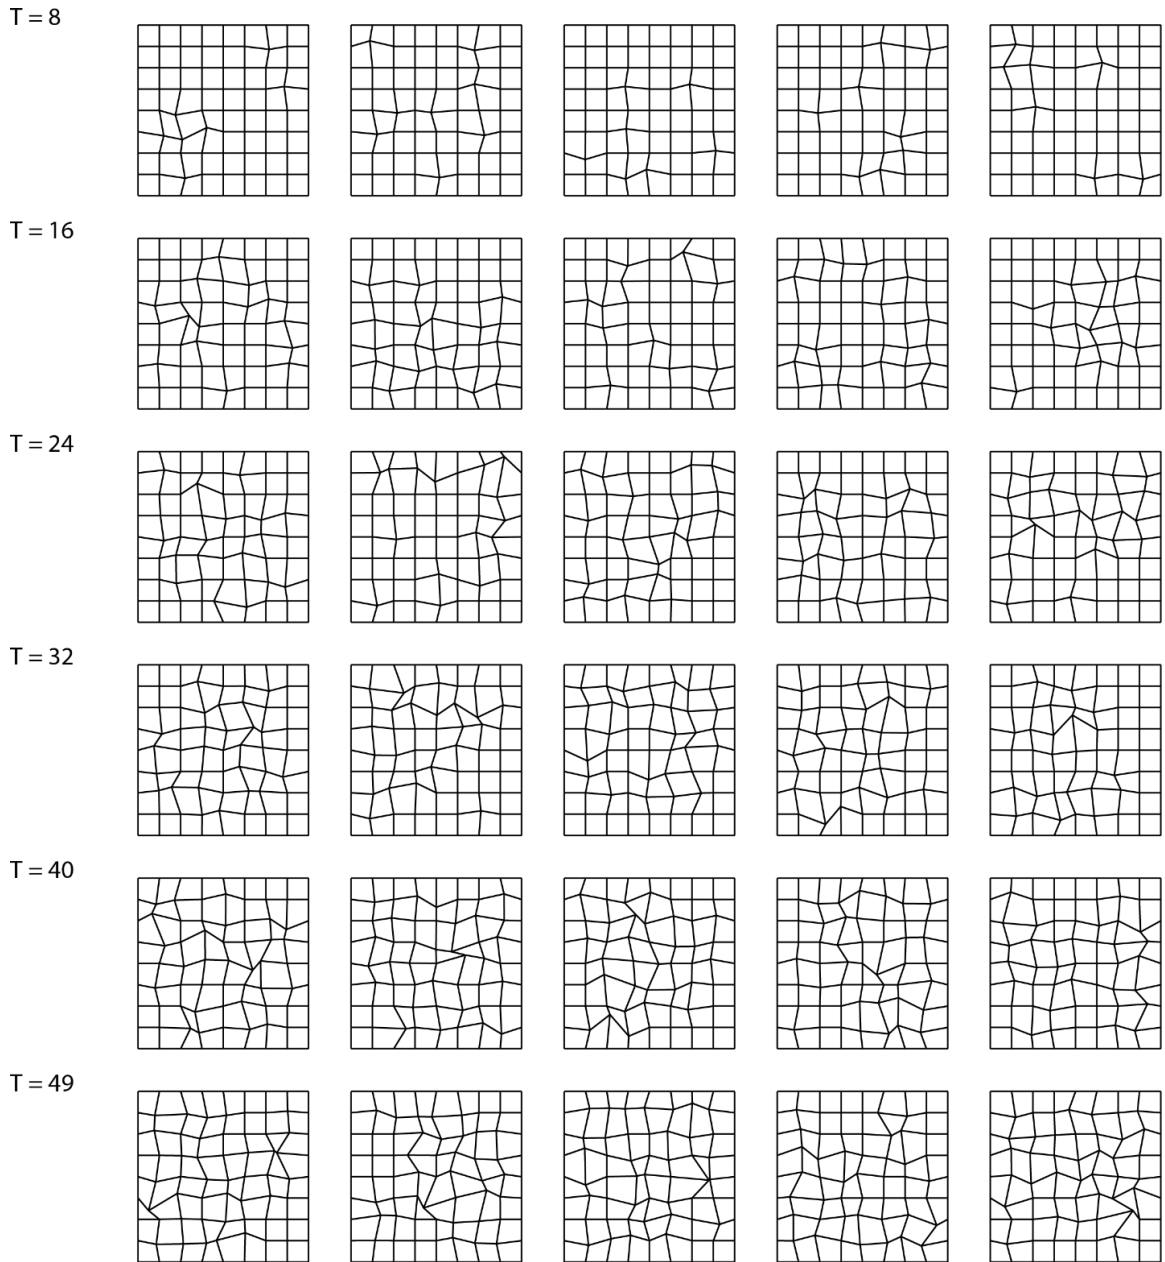 T = 8
T = 16
T = 24
T = 32
T = 40
T = 49